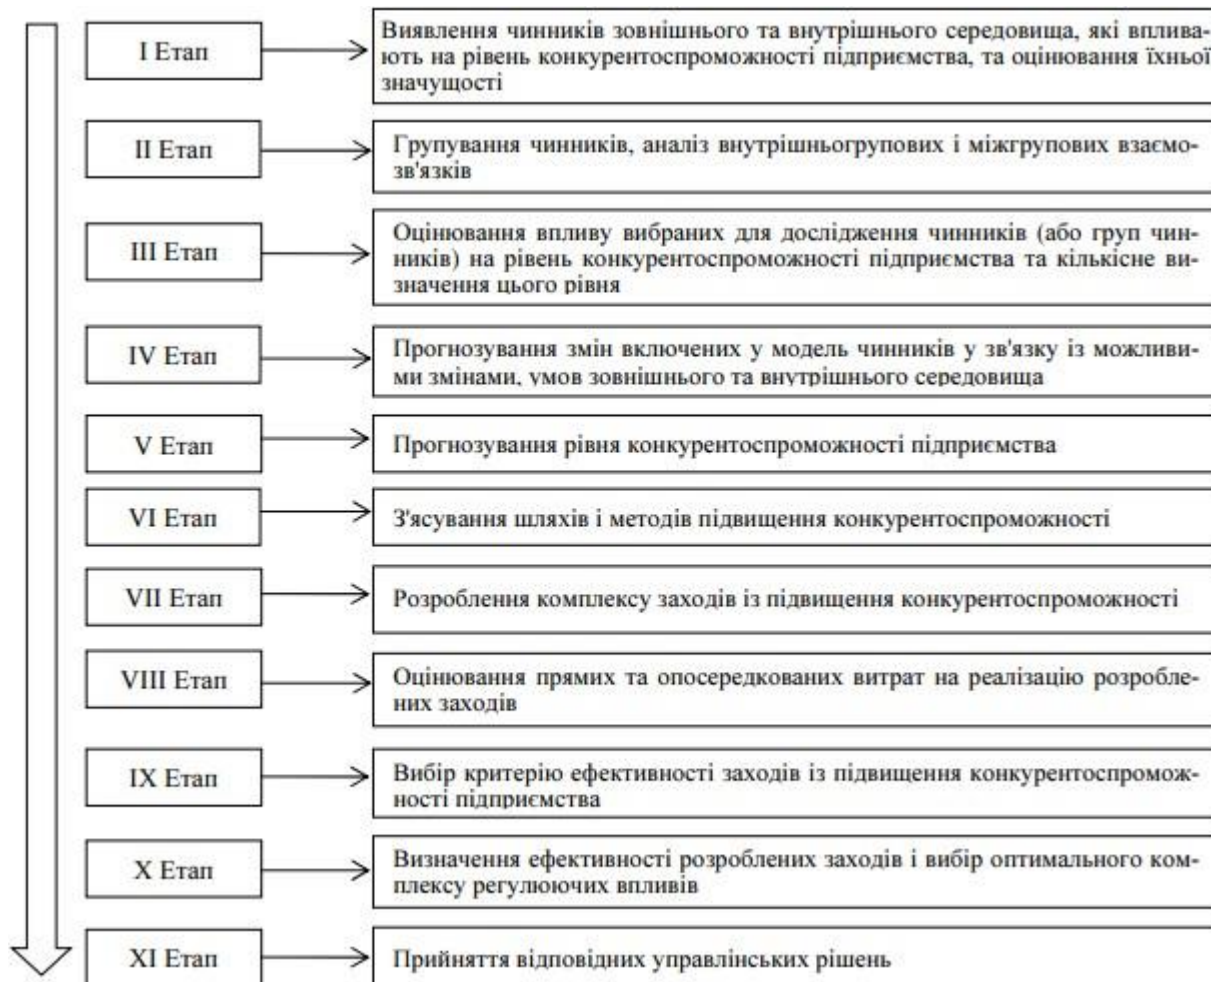 I Етап
Виявлення чинників зовнішнього та внутрішнього середовища, які вплива-
ють на рівень конкурентоспроможності підприємства, та оцінювання їхньої
значущості
II Етап
Групування чинників, аналіз внутрішньогрупових і міжгрупових взаємо-
зв'язків
III Етап
Оцінювання впливу вибраних для дослідження чинників (або груп чин-
ників) на рівень конкурентоспроможності підприємства та кількісне ви-
значення цього рівня
IV Етап
Прогнозування змін включених у модель чинників у зв'язку із можливи-
ми змінами, умов зовнішнього та внутрішнього середовища
V Етап
Прогнозування рівня конкурентоспроможності підприємства
VI Етап
З'ясування шляхів і методів підвищення конкурентоспроможності
VII Етап
Розроблення комплексу заходів із підвищення конкурентоспроможності
VIII Етап
Оцінювання прямих та опосередкованих витрат на реалізацію розробле-
них заходів
IX Етап
Вибір критерію ефективності заходів із підвищення конкурентоспромож-
ності підприємства
X Етап
Визначення ефективності розроблених заходів і вибір оптимального ком-
плексу регулюючих впливів
XI Етап
Прийняття відповідних управлінських рішень